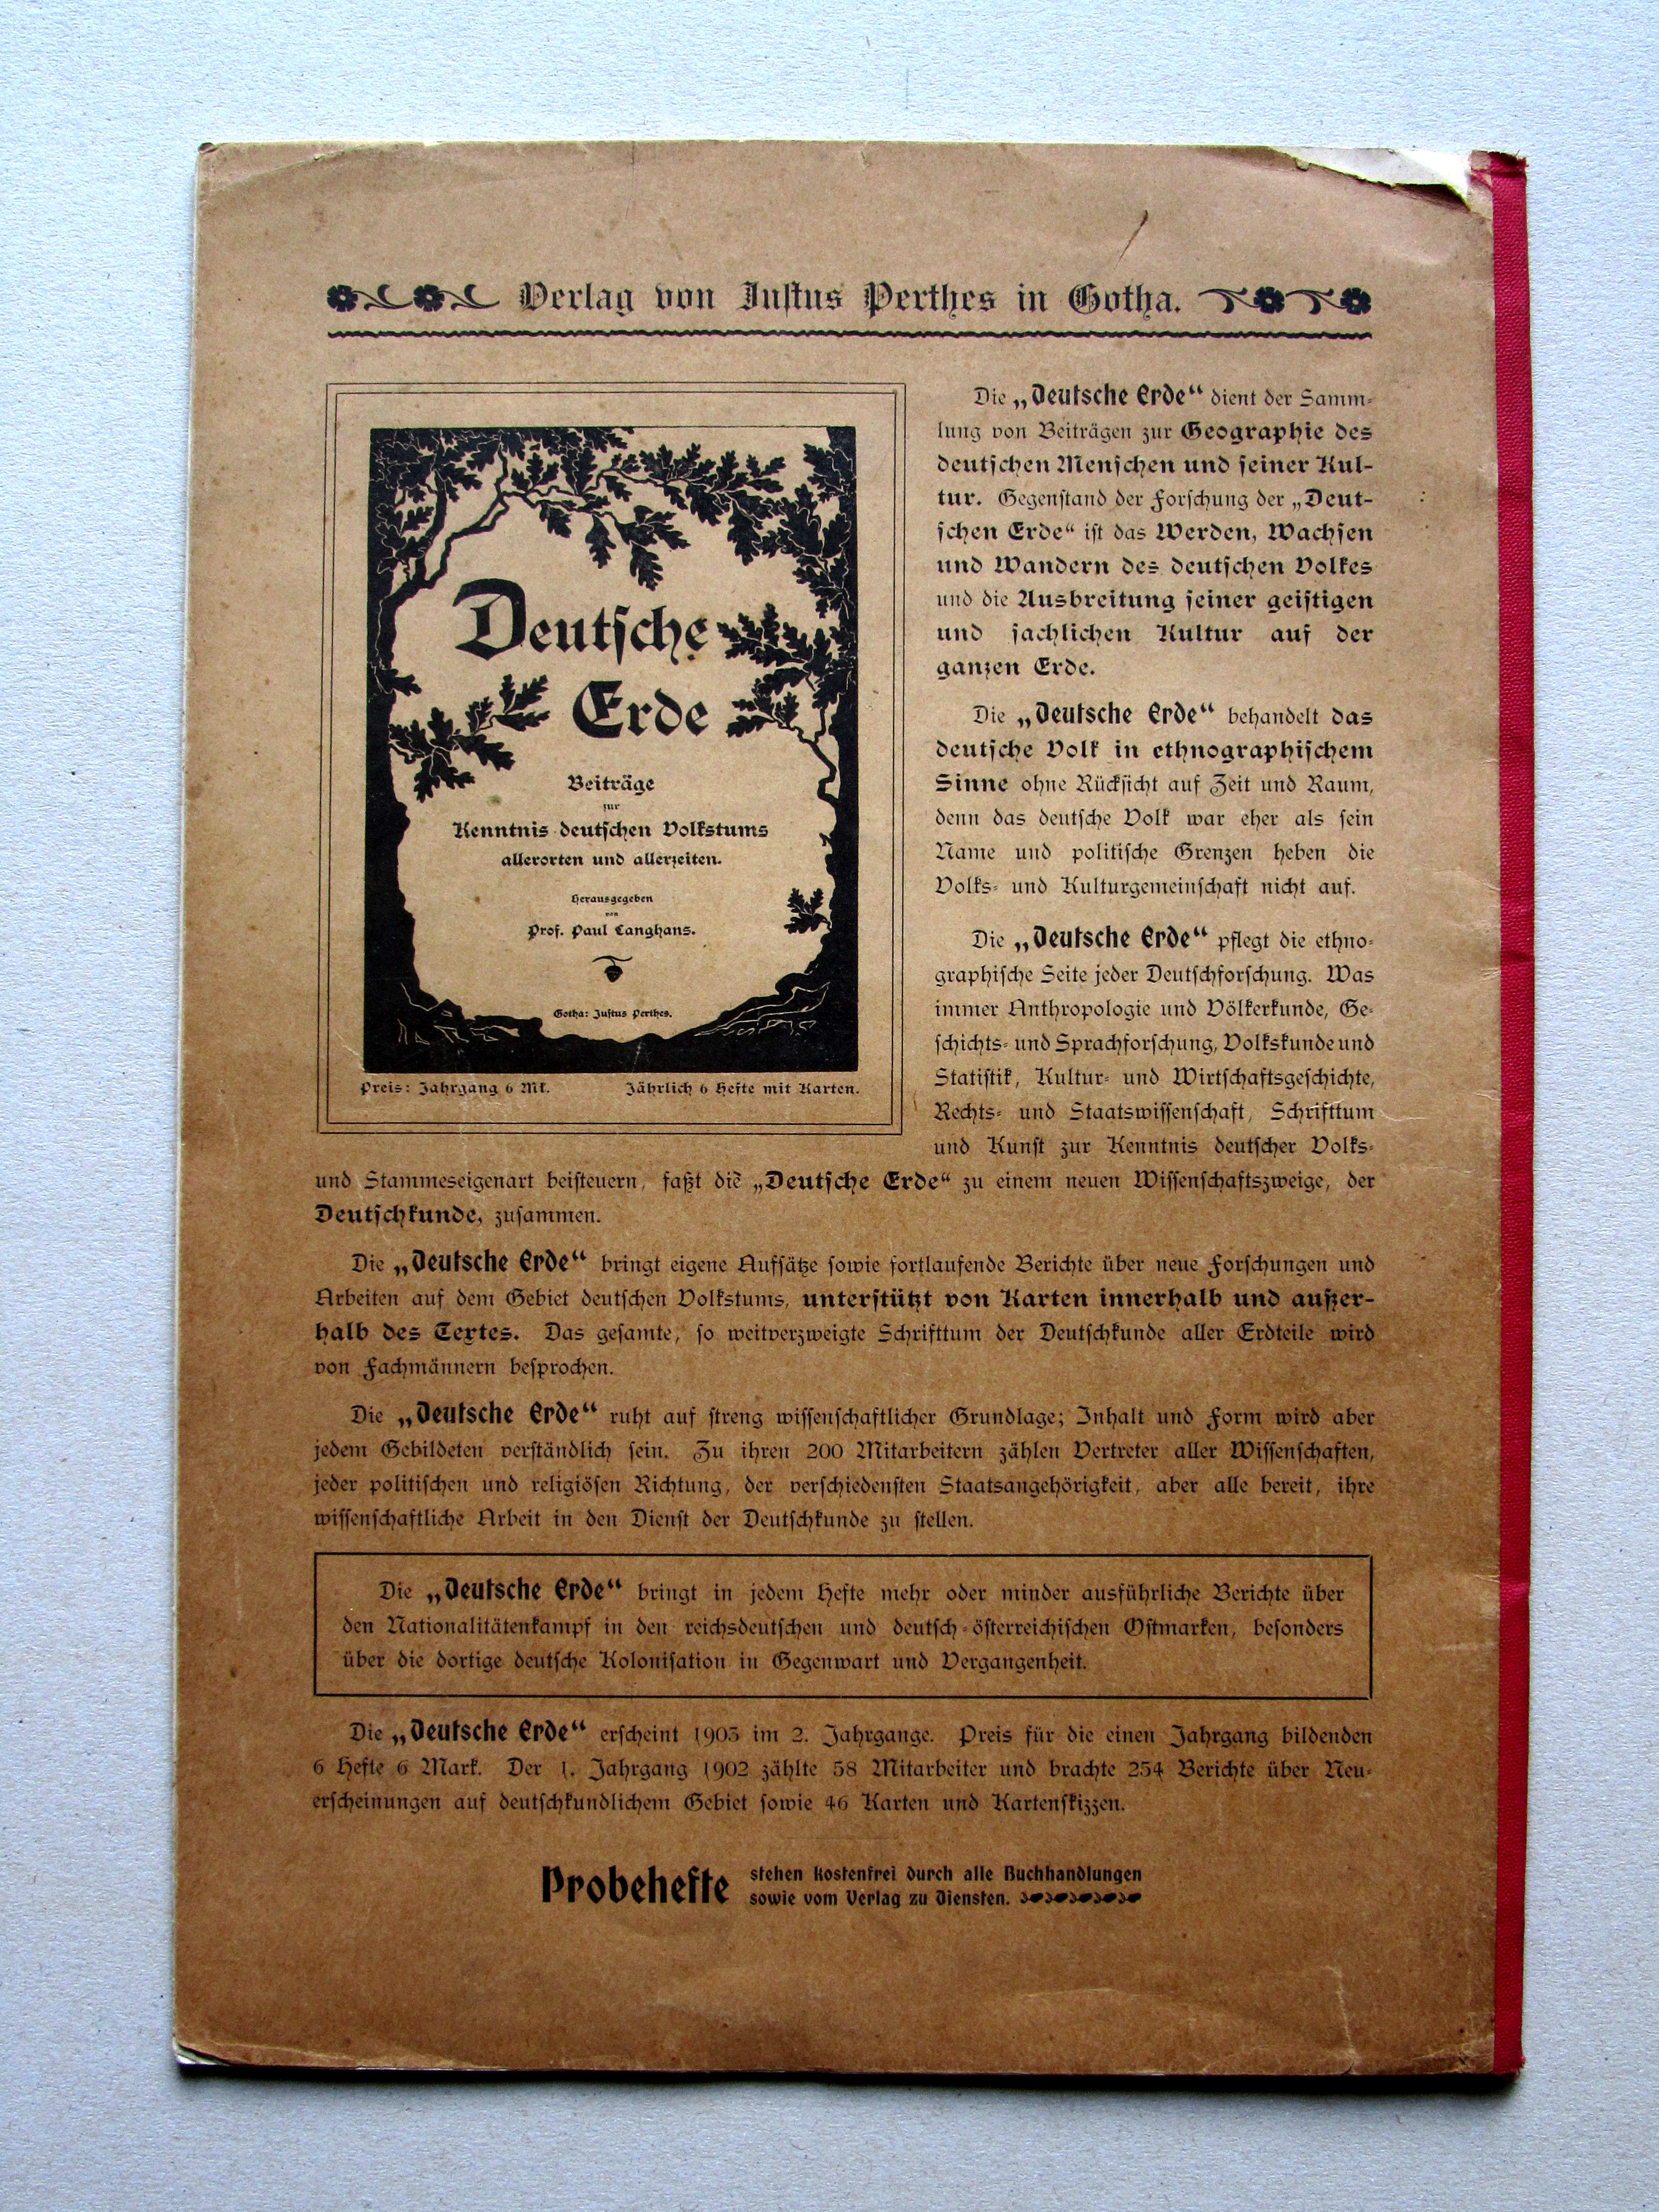 Verlag von Justus Perthes in Gotha.
Deutsche
Erde
Beiträge
zur
Kenntnis deutschen Volkstums
allerorten und allerzeiten.
Herausgegeben
von
Prof. Paul Langhans.
Gotha: Justus Perthes.
Preis: Jahrgang 6 Mk. Jährlich 6 Hefte mit Karten.
Die „Deutsche Erde“ dient der Samm-
lung von Beiträgen zur Geographie des
deutschen Menschen und seiner Kul-
tur. Gegenstand der Forschung der „Deut-
schen Erde“ ist das Werden, Wachsen
und Wandern des deutschen Volkes
und die Ausbreitung seiner geistigen
und sachlichen Kultur auf der
ganzen Erde.
Die „Deutsche Erde“ behandelt das
deutsche Volk in ethnographischem
Sinne ohne Rücksicht auf Zeit und Raum,
denn das deutsche Volk war eher als sein
Name und politische Grenzen heben die
Volks- und Kulturgemeinschaft nicht auf.
Die „Deutsche Erde“ pflegt die ethno-
graphische Seite jeder Deutschforschung. Was
immer Anthropologie und Völkerkunde, Ge-
schichts- und Sprachforschung, Volkskunde und
Statistik, Kultur- und Wirtschaftsgeschichte,
Rechts- und Staatswissenschaft, Schrifttum
und Kunst zur Kenntnis deutscher Volks-
und Stammeseigenart beisteuern, faßt die „Deutsche Erde“ zu einem neuen Wissenschaftszweige, der
Deutschkunde, zusammen.
Die „Deutsche Erde“ bringt eigene Aufsätze sowie fortlaufende Berichte über neue Forschungen und
Arbeiten auf dem Gebiet deutschen Volkstums, unterstützt von Karten innerhalb und außer-
halb des Textes. Das gesamte, so weitverzweigte Schrifttum der Deutschkunde aller Erdteile wird
von Fachmännern besprochen.
Die „Deutsche Erde“ ruht auf streng wissenschaftlicher Grundlage; Inhalt und Form wird aber
jedem Gebildeten verständlich sein. Zu ihren 200 Mitarbeitern zählen Vertreter aller Wissenschaften,
jeder politischen und religiösen Richtung, der verschiedensten Staatsangehörigkeit, aber alle bereit, ihre
wissenschaftliche Arbeit in den Dienst der Deutschkunde zu stellen.
Die „Deutsche Erde“ bringt in jedem Hefte mehr oder minder ausführliche Berichte über
den Nationalitätenkampf in den reichsdeutschen und deutsch-österreichischen Ostmarken, besonders
über die dortige deutsche Kolonisation in Gegenwart und Vergangenheit.
Die „Deutsche Erde“ erscheint 1903 im 2. Jahrgange. Preis für die einen Jahrgang bildenden
6 Hefte 6 Mark. Der 1. Jahrgang 1902 zählte 58 Mitarbeiter und brachte 254 Berichte über Neu-
erscheinungen auf deutschkundlichem Gebiet sowie 46 Karten und Kartenskizzen.
Probehefte stehen kostenfrei durch alle Buchhandlungen
sowie vom Verlag zu Diensten.